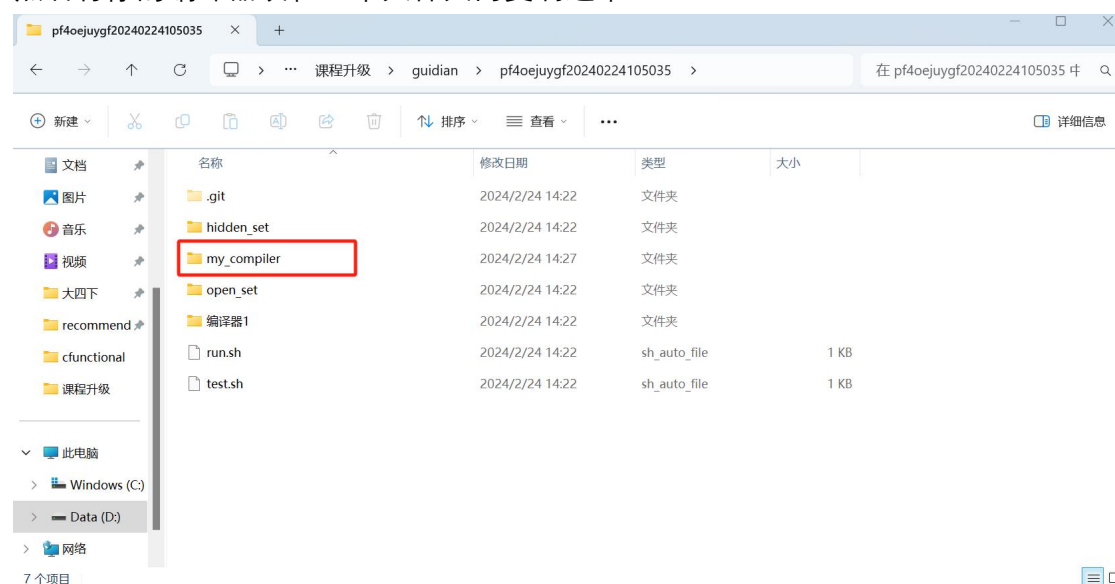 pf4oejuygf20240224105035
课程升级 > guidian > pf4oejuygf20240224105035 >
在 pf4oejuygf20240224105035 中
新建 排序 查看 ••• 详细信息
名称 修改日期 类型 大小
文档
图片
音乐
视频
大四下
recommend
cfunctional
课程升级
此电脑
Windows (C:)
Data (D:)
网络
.git 2024/2/24 14:22 文件夹
hidden_set 2024/2/24 14:22 文件夹
my_compiler 2024/2/24 14:27 文件夹
open_set 2024/2/24 14:22 文件夹
编译器1 2024/2/24 14:22 文件夹
run.sh 2024/2/24 14:22 sh_auto_file 1 KB
test.sh 2024/2/24 14:22 sh_auto_file 1 KB
7 个项目